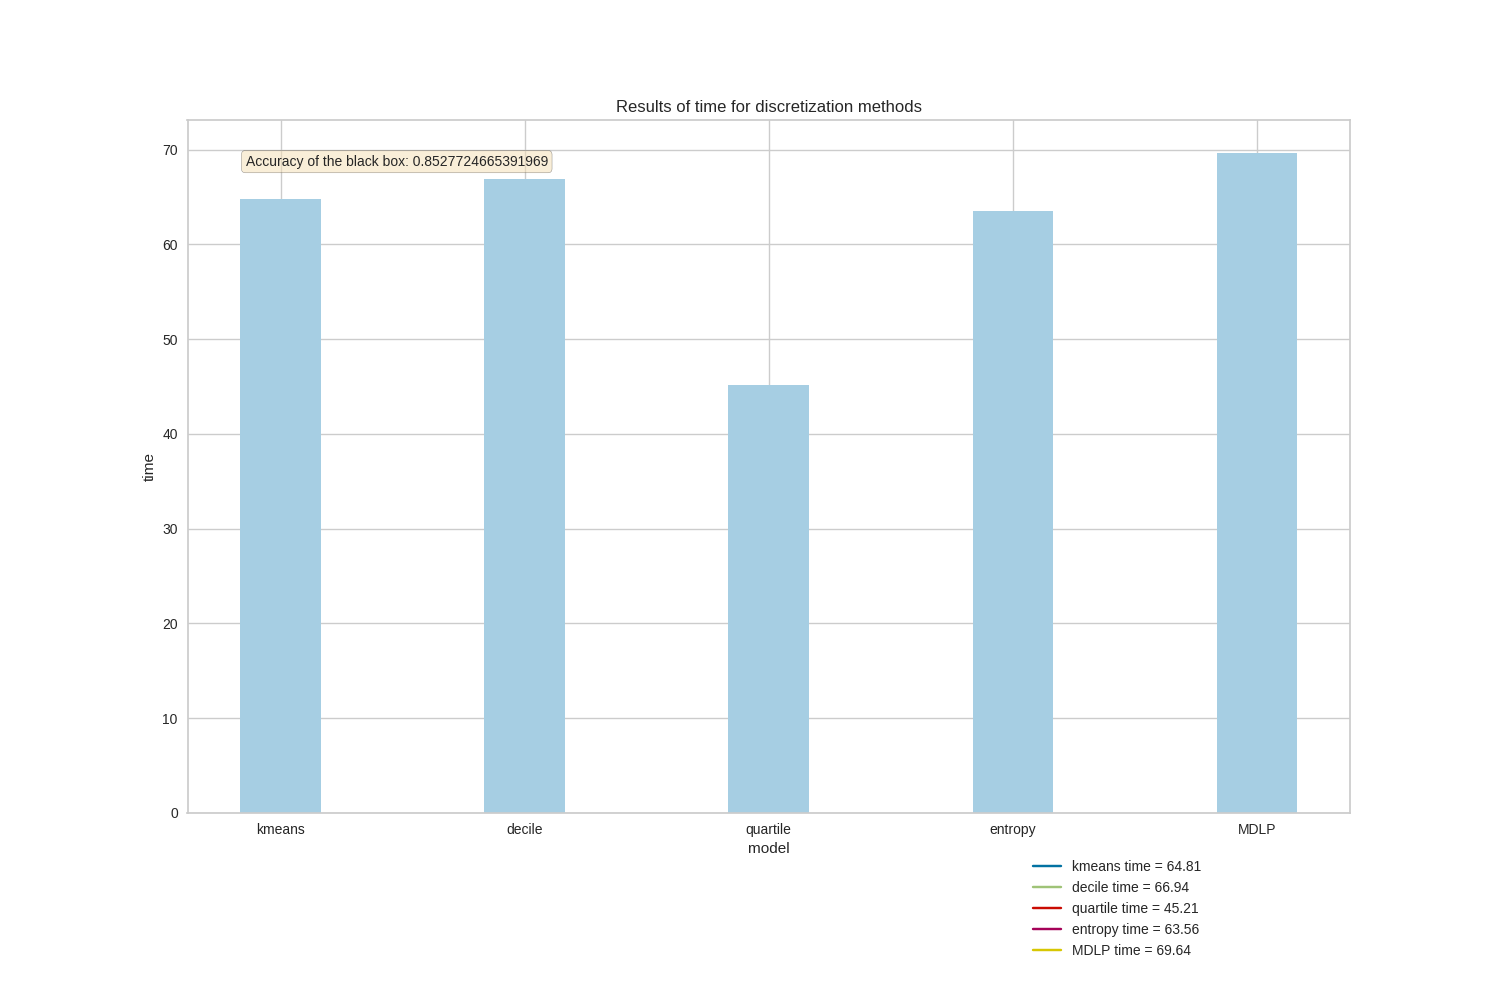 Results of time for discretization methods
Accuracy of the black box: 0.8527724665391969
70
60
50
40
30
20
10
0
time
kmeans decile quartile entropy MDLP
model
kmeans time = 64.81
decile time = 66.94
quartile time = 45.21
entropy time = 63.56
MDLP time = 69.64